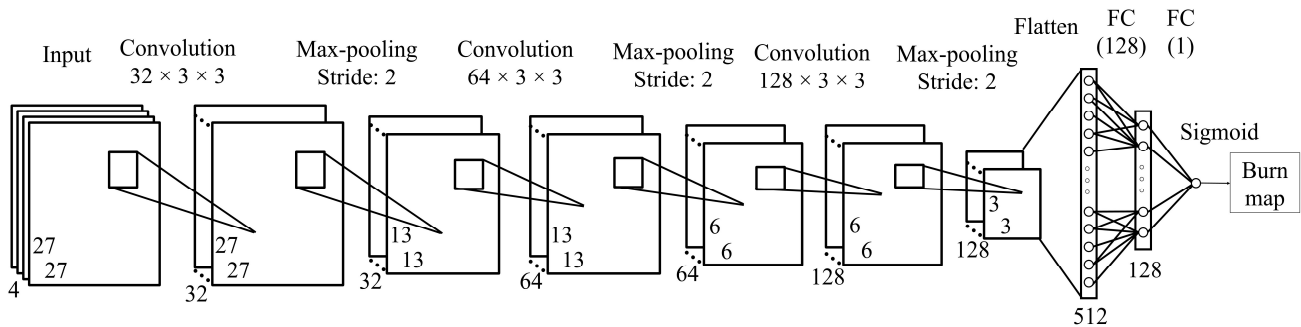 Input
Convolution
32 × 3 × 3
Max-pooling
Stride: 2
Convolution
64 × 3 × 3
Max-pooling
Stride: 2
Convolution
128 × 3 × 3
Max-pooling
Stride: 2
Flatten
FC
(128)
FC
(1)
27
27
4
27
27
32
13
13
32
13
13
64
6
6
64
6
6
128
3
3
128
512
128
Sigmoid
Burn
map